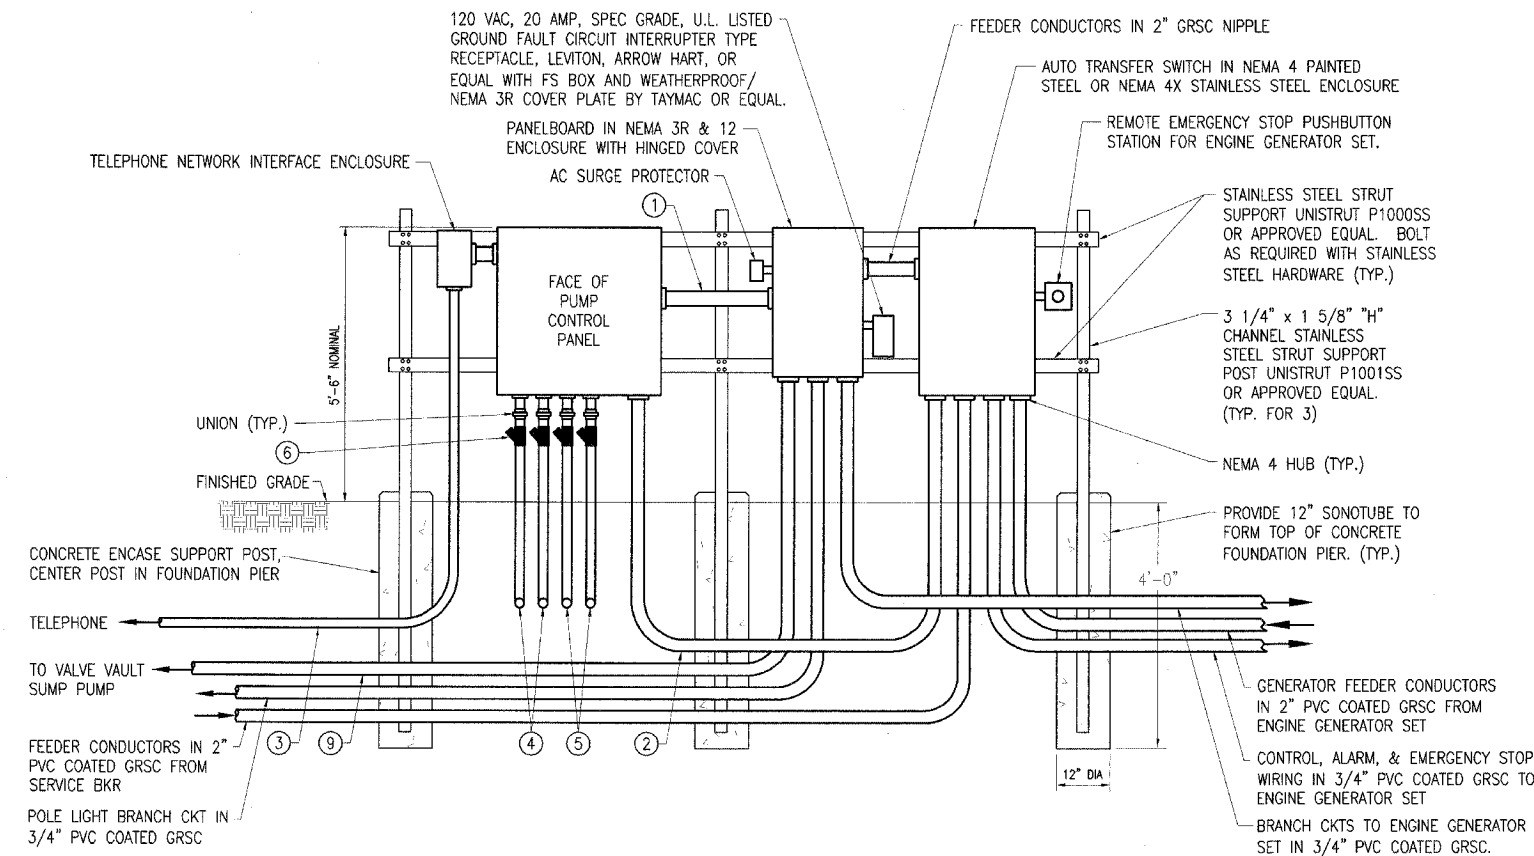 120 VAC, 20 AMP, SPEC GRADE, U.L. LISTED
GROUND FAULT CIRCUIT INTERRUPTER TYPE
RECEPTACLE, LEVITON, ARROW HART, OR
EQUAL WITH FS BOX AND WEATHERPROOF/
NEMA 3R COVER PLATE BY TAYMAC OR EQUAL.
FEEDER CONDUCTORS IN 2" GRSC NIPPLE
AUTO TRANSFER SWITCH IN NEMA 4 PAINTED
STEEL OR NEMA 4X STAINLESS STEEL ENCLOSURE
PANELBOARD IN NEMA 3R & 12
ENCLOSURE WITH HINGED COVER
REMOTE EMERGENCY STOP PUSHBUTTON
STATION FOR ENGINE GENERATOR SET.
TELEPHONE NETWORK INTERFACE ENCLOSURE
AC SURGE PROTECTOR
1
STAINLESS STEEL STRUT
SUPPORT UNISTRUT P1000SS
OR APPROVED EQUAL. BOLT
AS REQUIRED WITH STAINLESS
STEEL HARDWARE (TYP.)
FACE OF
PUMP
CONTROL
PANEL
3 1/4" x 1 5/8" "H"
CHANNEL STAINLESS
STEEL STRUT SUPPORT
POST UNISTRUT P1001SS
OR APPROVED EQUAL.
(TYP. FOR 3)
5'-6" NOMINAL
UNION (TYP.)
6
NEMA 4 HUB (TYP.)
FINISHED GRADE
PROVIDE 12" SONOTUBE TO
FORM TOP OF CONCRETE
FOUNDATION PIER. (TYP.)
CONCRETE ENCASE SUPPORT POST,
CENTER POST IN FOUNDATION PIER
4'-0"
TELEPHONE
TO VALVE VAULT
SUMP PUMP
GENERATOR FEEDER CONDUCTORS
IN 2" PVC COATED GRSC FROM
ENGINE GENERATOR SET
3
9
4
5
2
FEEDER CONDUCTORS IN 2"
PVC COATED GRSC FROM
SERVICE BKR
12" DIA
CONTROL, ALARM, & EMERGENCY STOP
WIRING IN 3/4" PVC COATED GRSC TO
ENGINE GENERATOR SET
POLE LIGHT BRANCH CKT IN
3/4" PVC COATED GRSC
BRANCH CKTS TO ENGINE GENERATOR
SET IN 3/4" PVC COATED GRSC.